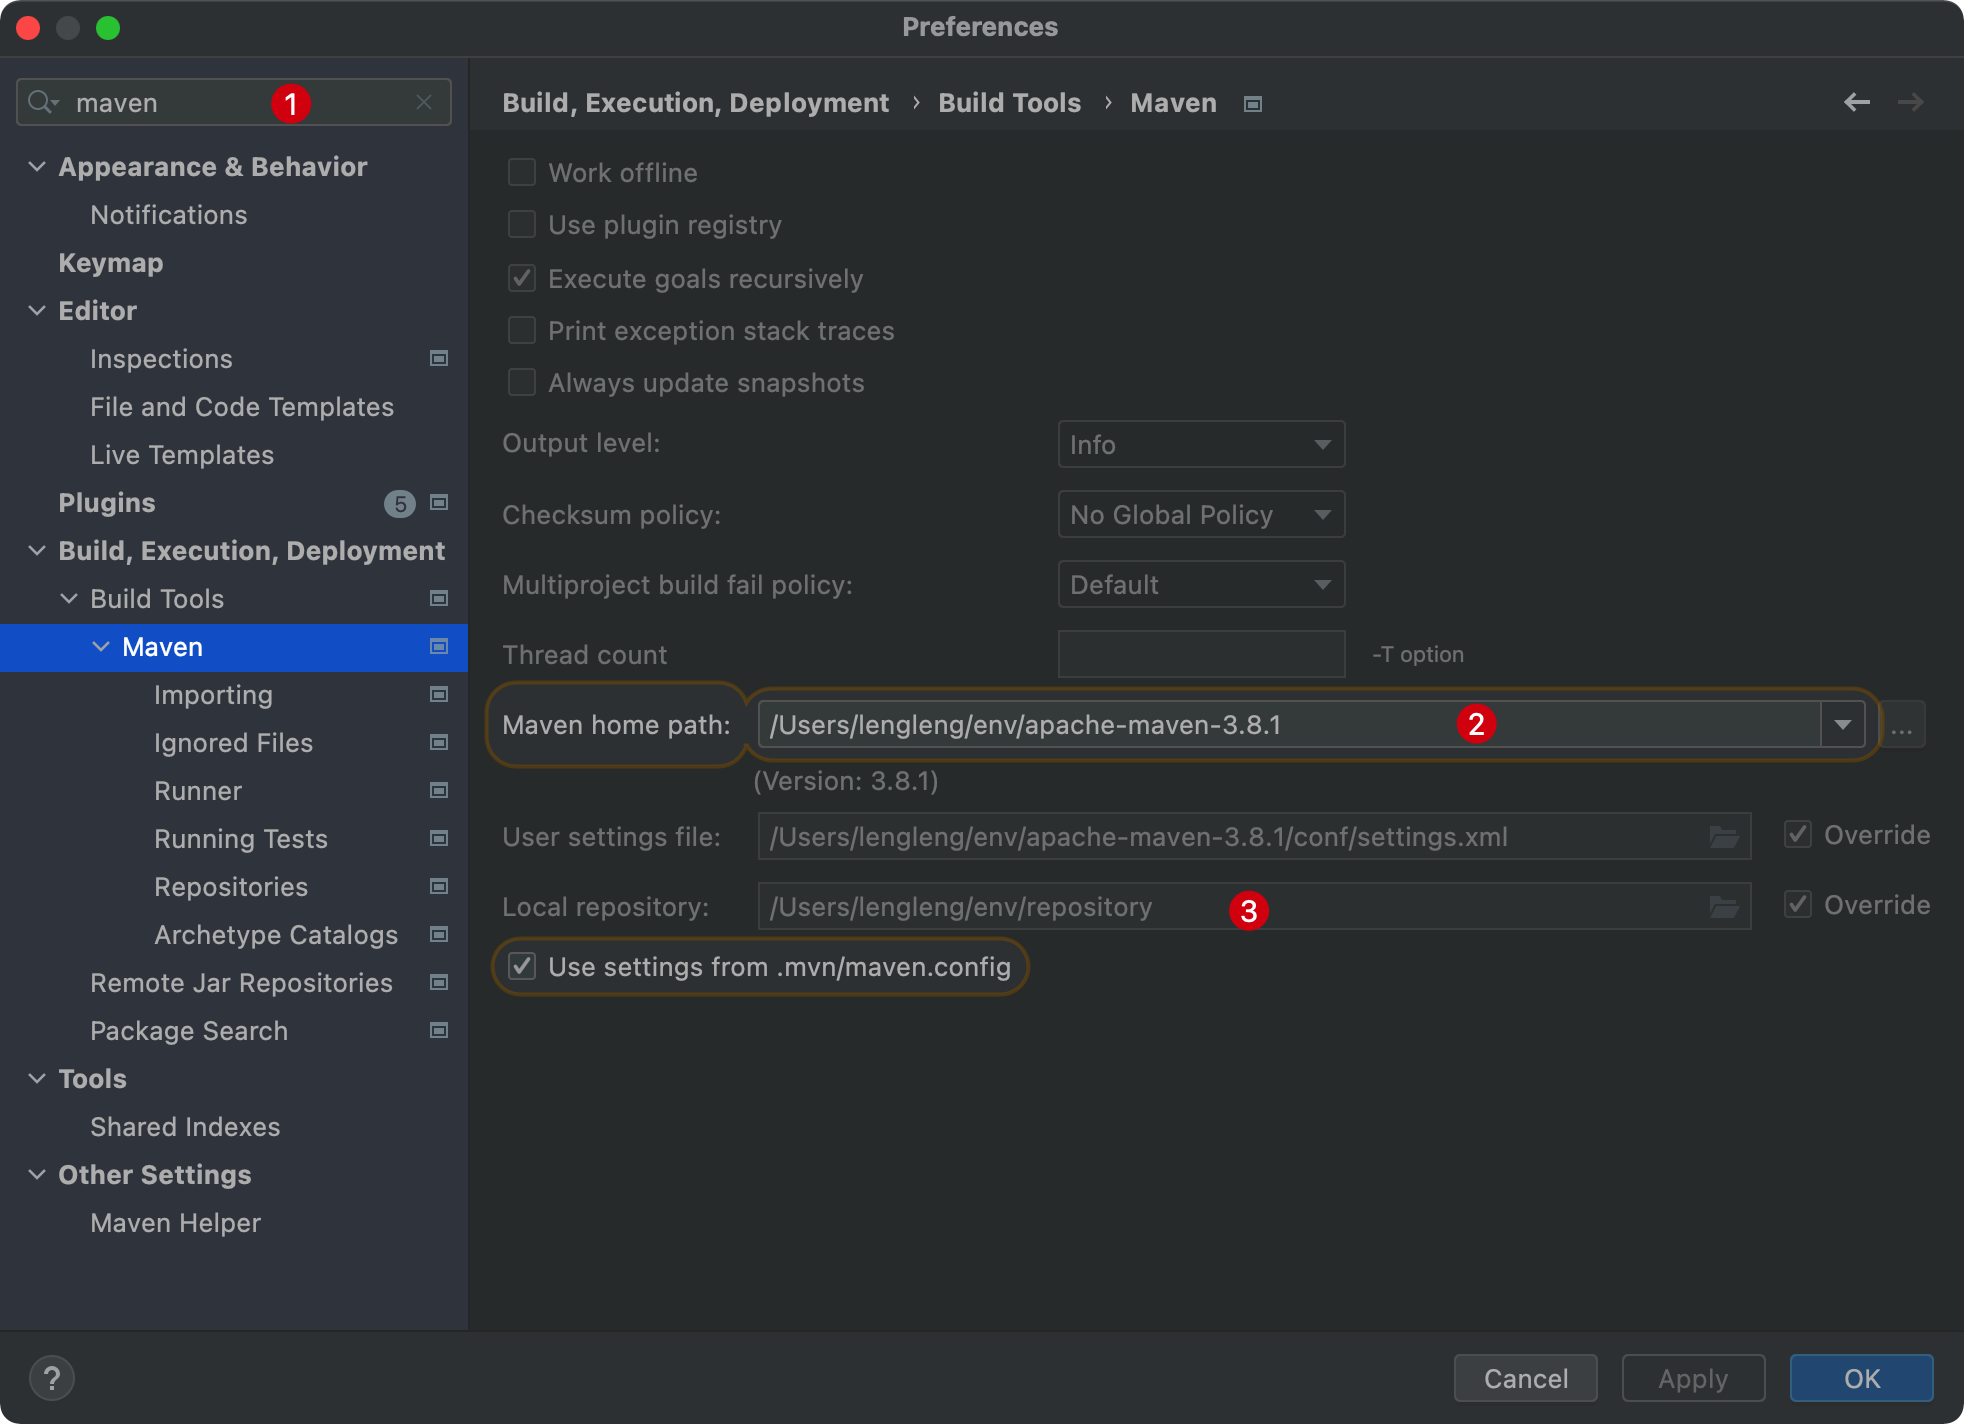 Preferences
maven
1
Appearance & Behavior
Notifications
Keymap
Editor
Inspections
File and Code Templates
Live Templates
Plugins 5
Build, Execution, Deployment
Build Tools
Maven
Importing
Ignored Files
Runner
Running Tests
Repositories
Archetype Catalogs
Remote Jar Repositories
Package Search
Tools
Shared Indexes
Other Settings
Maven Helper
Build, Execution, Deployment › Build Tools › Maven
Work offline
Use plugin registry
Execute goals recursively
Print exception stack traces
Always update snapshots
Output level: Info
Checksum policy: No Global Policy
Multiproject build fail policy: Default
Thread count -T option
Maven home path: /Users/lengleng/env/apache-maven-3.8.1 2 ...
(Version: 3.8.1)
User settings file: /Users/lengleng/env/apache-maven-3.8.1/conf/settings.xml Override
Local repository: /Users/lengleng/env/repository 3 Override
Use settings from .mvn/maven.config
? Cancel Apply OK